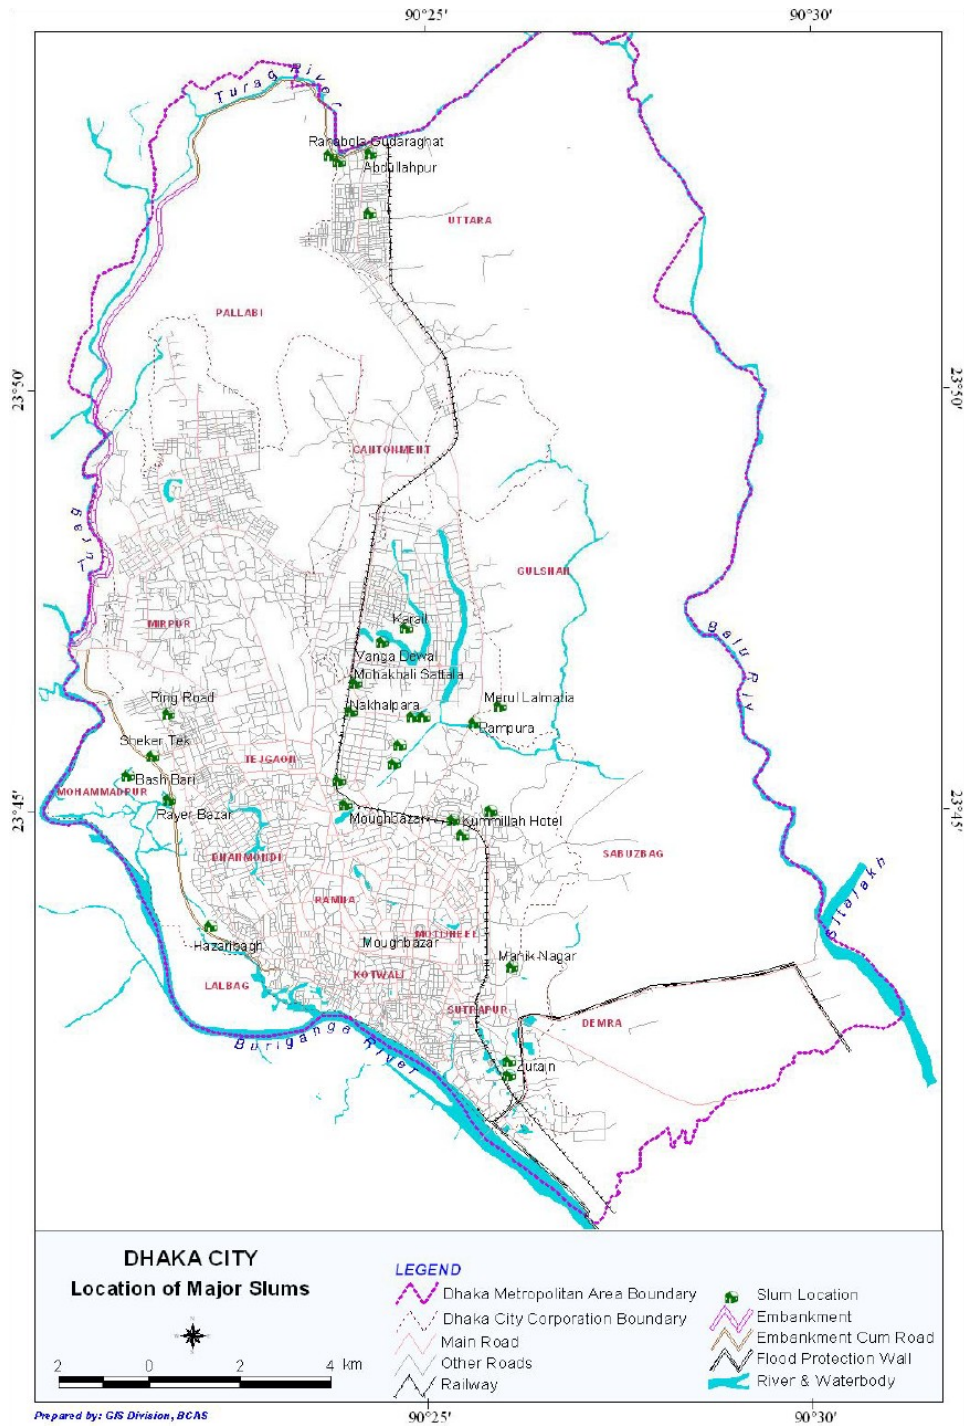 90°25'
90°30'
Turag River
Ranabola Gudaraghat
Abdullahpur
UTTARA
PALLABI
23°50'
23°50'
CANTONMENT
Turag
GULSHAN
Karail
MIRPUR
Balu Riv
Vanga Dewal
Mohakhali Sattala
Ring Road
Nakhalpara
Merul Lalmatia
Rampura
Sheker Tek
TEJGAON
Bash Bari
MOHAMMADPUR
Rayer Bazar
Moughbazar
Kummillah Hotel
23°45'
23°45'
DHANMONDI
SABUZBAG
Sitalakh
RAMNA
MOTIJHEEL
Hazaribagh
Moughbazar
Manik Nagar
KOTWALI
LALBAG
SUTRAPUR
DEMRA
Buriganga River
Zurain
DHAKA CITY
Location of Major Slums
2 0 2 4 km
LEGEND
Dhaka Metropolitan Area Boundary
Dhaka City Corporation Boundary
Main Road
Other Roads
Railway
Slum Location
Embankment
Embankment Cum Road
Flood Protection Wall
River & Waterbody
Prepared by: GIS Division, BCAS
90°25'
90°30'